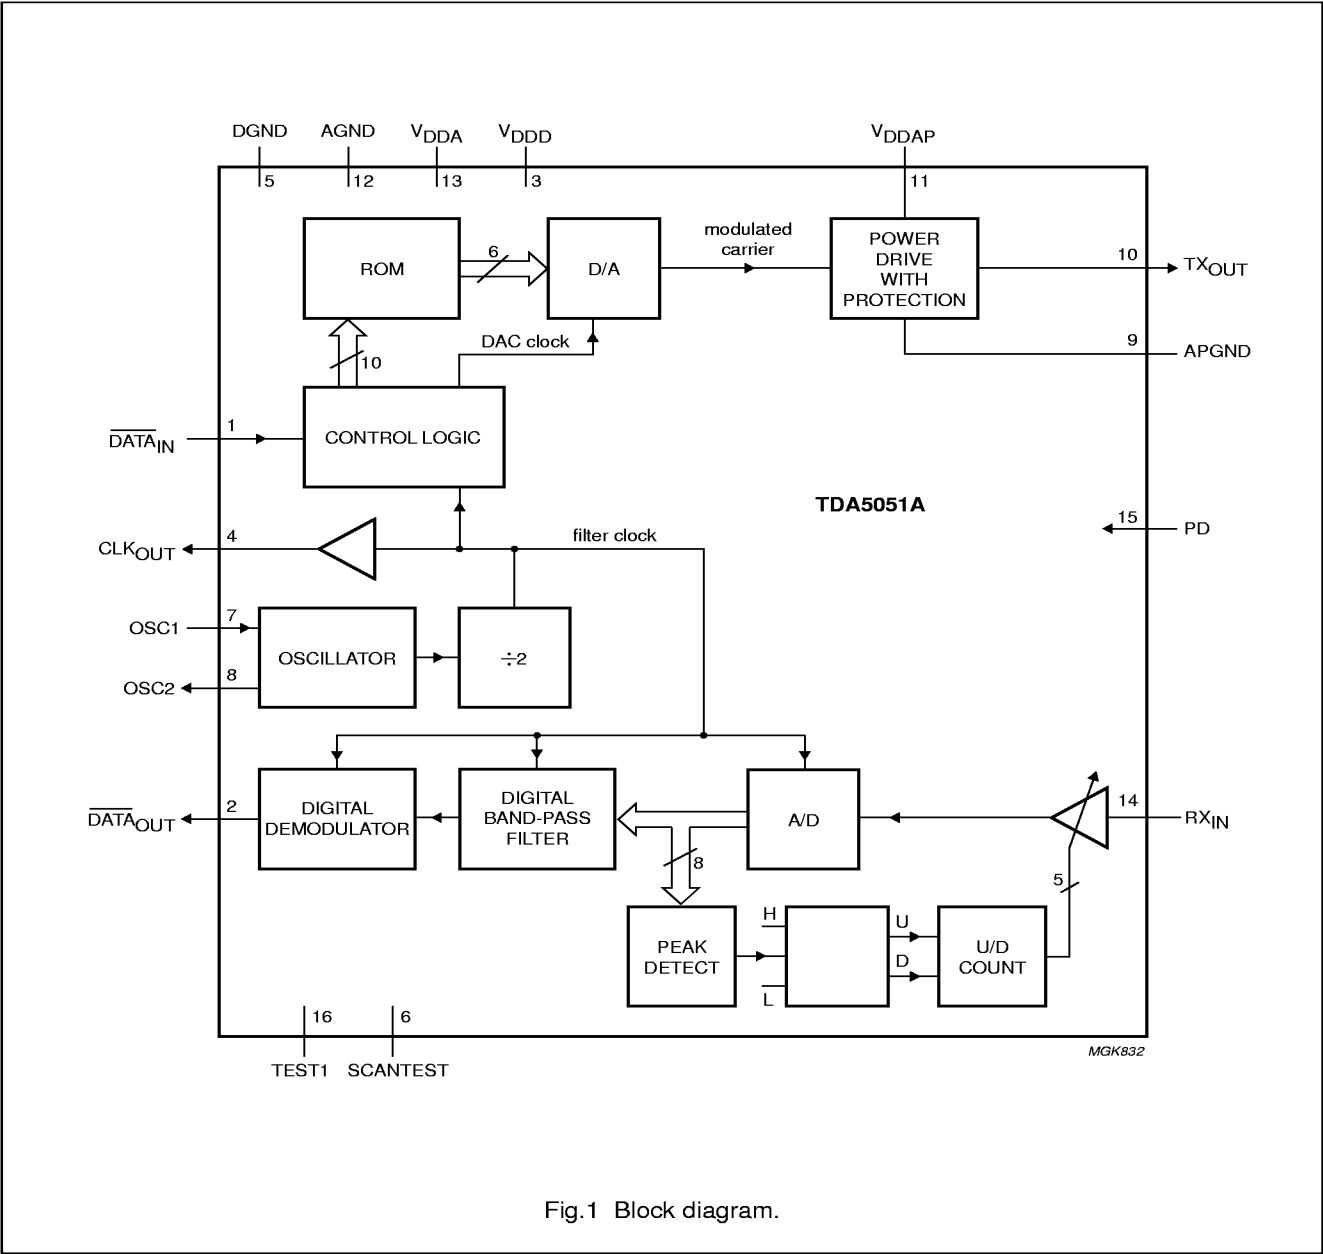 DGND AGND VDDA VDDD VDDAP
5 12 13 3 11
ROM
6
D/A
modulated
carrier
POWER
DRIVE
WITH
PROTECTION
10 TXOUT
DAC clock
10
9 APGND
DATAIN 1
CONTROL LOGIC
TDA5051A
15 PD
CLKOUT 4
filter clock
OSC1 7
OSCILLATOR
÷2
OSC2 8
DATAOUT 2
DIGITAL
DEMODULATOR
DIGITAL
BAND-PASS
FILTER
8
A/D
14 RXIN
5
PEAK
DETECT
H
L
U
D
U/D
COUNT
16 6
TEST1 SCANTEST
MGK832
Fig.1 Block diagram.